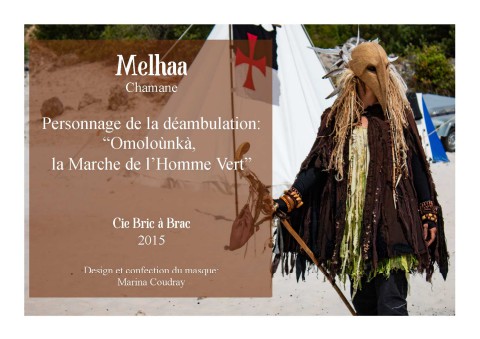 Melhaa
Chamane
Personnage de la déambulation:
“Omoloùnkà,
la Marche de l’Homme Vert”
Cie Bric à Brac
2015
Design et confection du masque:
Marina Coudray